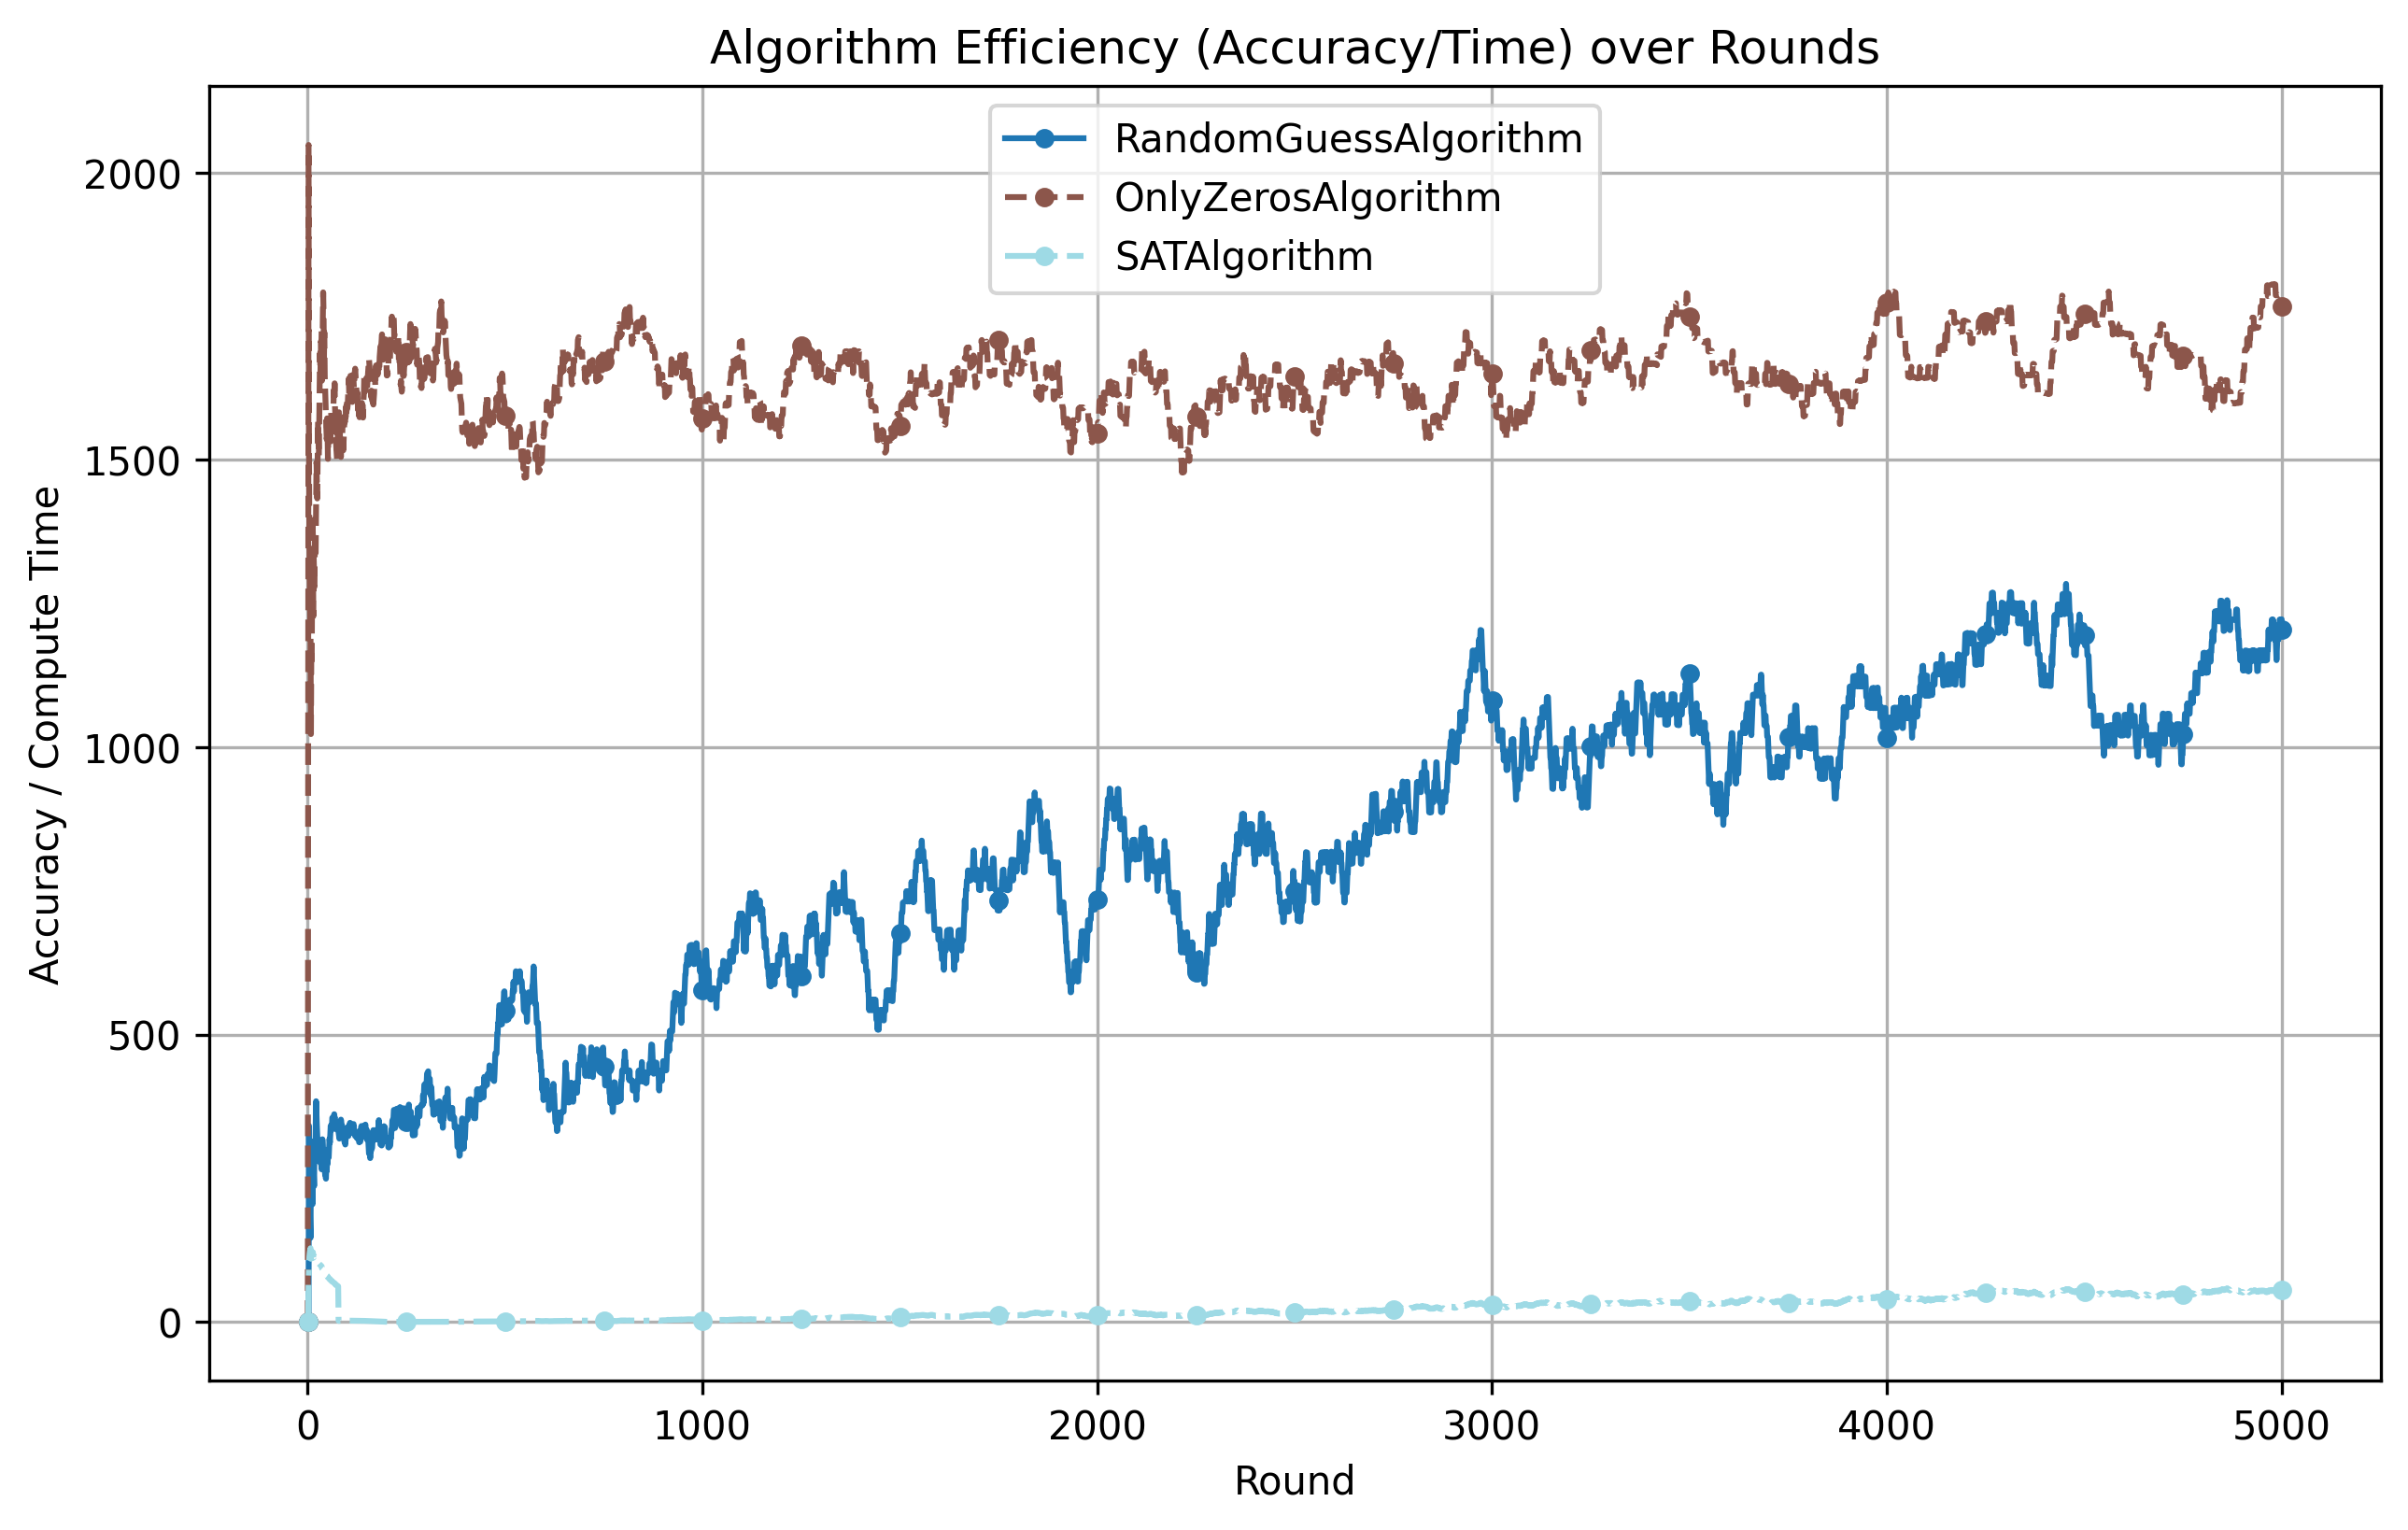 Algorithm Efficiency (Accuracy/Time) over Rounds
RandomGuessAlgorithm
OnlyZerosAlgorithm
SATAlgorithm
Accuracy / Compute Time
2000
1500
1000
500
0
0 1000 2000 3000 4000 5000
Round